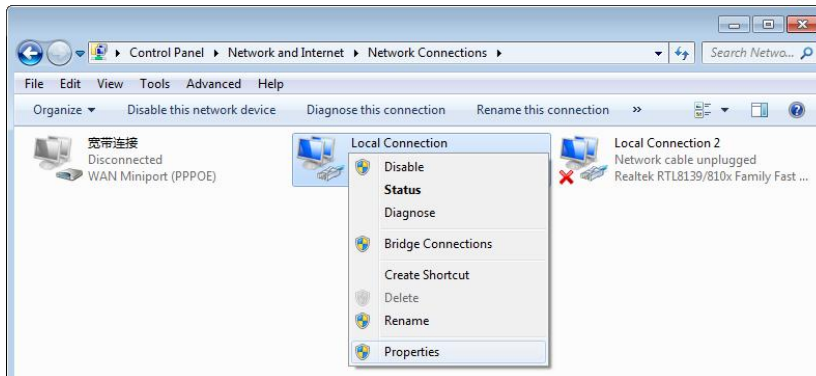 Control Panel ▸ Network and Internet ▸ Network Connections ▸
Search Netwo...
File Edit View Tools Advanced Help
Organize Disable this network device Diagnose this connection Rename this connection »
宽带连接
Disconnected
WAN Miniport (PPPOE)
Local Connection
Disable
Status
Diagnose
Bridge Connections
Create Shortcut
Delete
Rename
Properties
Local Connection 2
Network cable unplugged
Realtek RTL8139/810x Family Fast ...